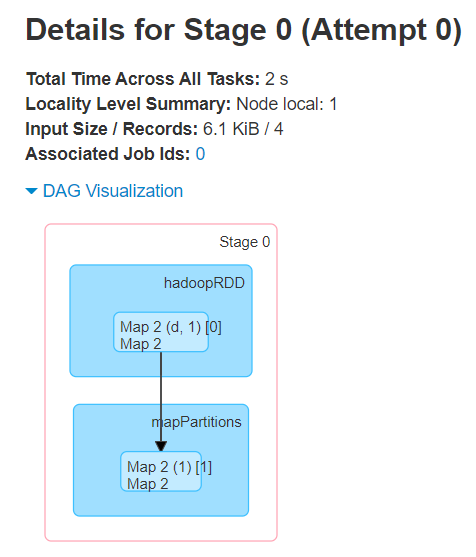 Details for Stage 0 (Attempt 0)
Total Time Across All Tasks: 2 s
Locality Level Summary: Node local: 1
Input Size / Records: 6.1 KiB / 4
Associated Job Ids: 0
DAG Visualization
Stage 0
hadoopRDD
Map 2 (d, 1) [0]
Map 2
mapPartitions
Map 2 (1) [1]
Map 2